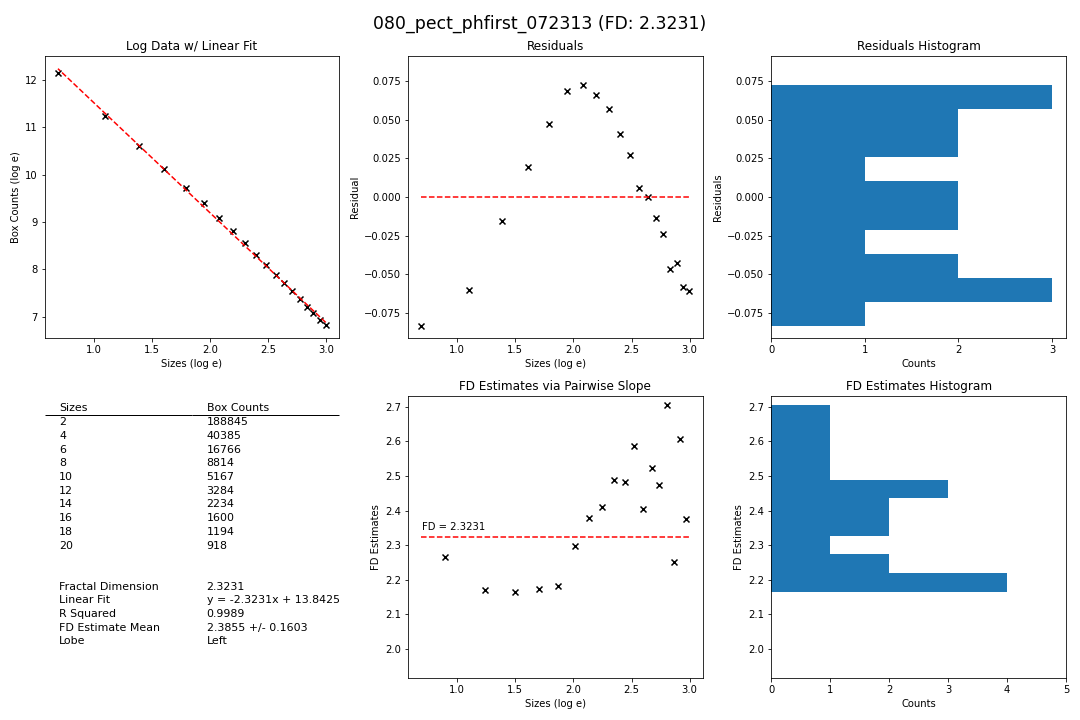 080_pect_phfirst_072313 (FD: 2.3231)
Log Data w/ Linear Fit
Box Counts (log e)
12
11
10
9
8
7
1.0 1.5 2.0 2.5 3.0
Sizes (log e)
Residuals
Residual
0.075
0.050
0.025
0.000
−0.025
−0.050
−0.075
1.0 1.5 2.0 2.5 3.0
Sizes (log e)
Residuals Histogram
Residuals
0.075
0.050
0.025
0.000
−0.025
−0.050
−0.075
0 1 2 3
Counts
Sizes Box Counts
2 188845
4 40385
6 16766
8 8814
10 5167
12 3284
14 2234
16 1600
18 1194
20 918
Fractal Dimension 2.3231
Linear Fit y = -2.3231x + 13.8425
R Squared 0.9989
FD Estimate Mean 2.3855 +/- 0.1603
Lobe Left
FD Estimates via Pairwise Slope
FD Estimates
2.7
2.6
2.5
2.4
2.3
2.2
2.1
2.0
FD = 2.3231
1.0 1.5 2.0 2.5 3.0
Sizes (log e)
FD Estimates Histogram
FD Estimates
2.7
2.6
2.5
2.4
2.3
2.2
2.1
2.0
0 1 2 3 4 5
Counts